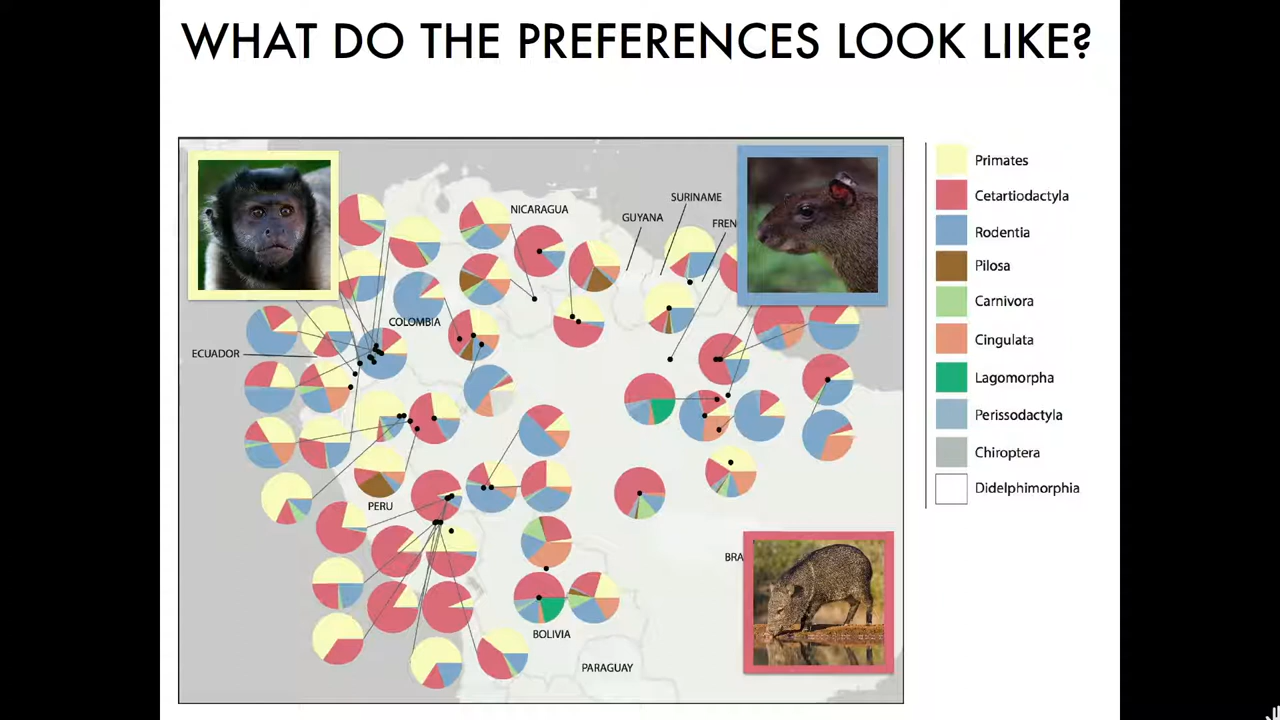 WHAT DO THE PREFERENCES LOOK LIKE?
NICARAGUA
SURINAME
GUYANA
FREN
COLOMBIA
ECUADOR
PERU
BRA
BOLIVIA
PARAGUAY
Primates
Cetartiodactyla
Rodentia
Pilosa
Carnivora
Cingulata
Lagomorpha
Perissodactyla
Chiroptera
Didelphimorphia